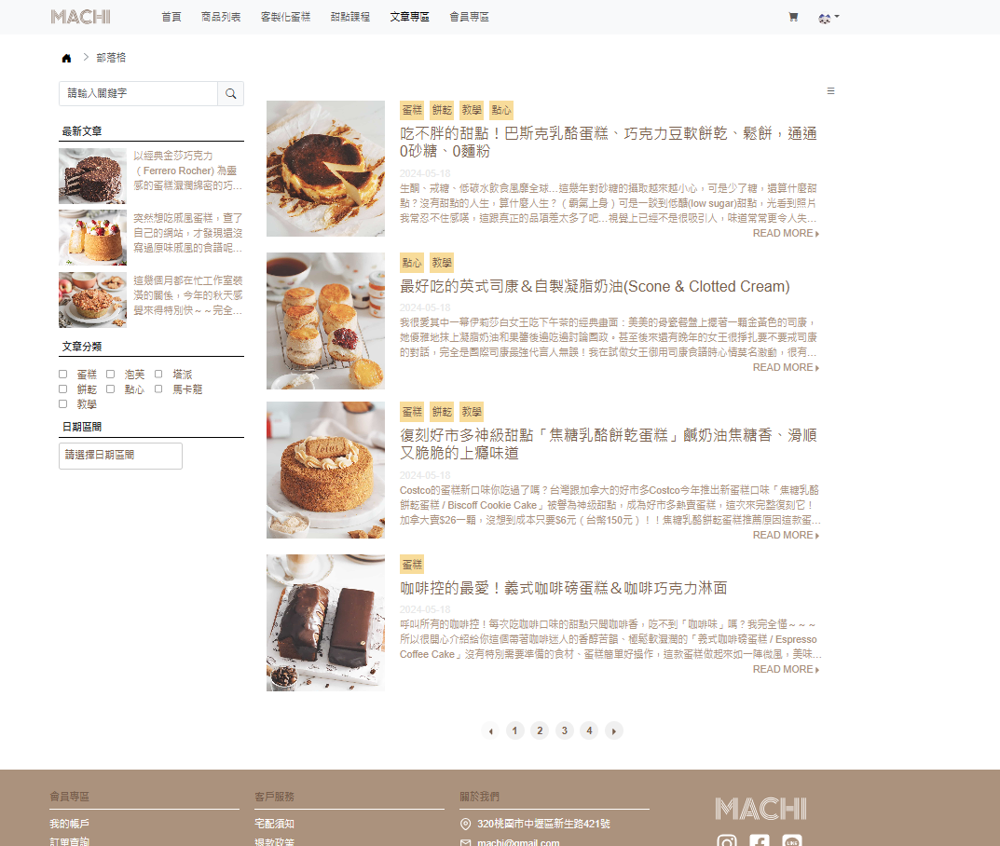 MACHI
首頁 商品列表 客製化蛋糕 甜點課程 文章專區 會員專區
部落格
請輸入關鍵字
最新文章
以經典金莎巧克力
（Ferrero Rocher) 為靈
感的蛋糕濕潤綿密的巧...
突然想吃戚風蛋糕，查了
自己的網站，才發現還沒
寫過原味戚風的食譜呢...
這幾個月都在忙工作室裝
潢的關係，今年的秋天感
覺來得特別快～～完全...
文章分類
蛋糕 泡芙 塔派
餅乾 點心 馬卡龍
教學
日期區間
請選擇日期區間
蛋糕 餅乾 教學 點心
吃不胖的甜點！巴斯克乳酪蛋糕、巧克力豆軟餅乾、鬆餅，通通
0砂糖、0麵粉
2024-05-18
生酮、戒糖、低碳水飲食風靡全球...這幾年對砂糖的攝取越來越小心，可是少了糖，還算什麼甜
點？沒有甜點的人生，算什麼人生？（霸氣上身）可是一談到低醣(low sugar)甜點，光看到照片
我常忍不住感嘆，這跟真正的品項差太多了吧...視覺上已經不是很吸引人，味道常常更令人失...
READ MORE
點心 教學
最好吃的英式司康＆自製凝脂奶油(Scone & Clotted Cream)
2024-05-18
我很愛其中一幕伊莉莎白女王吃下午茶的經典畫面：美美的骨瓷餐盤上擺著一顆金黃色的司康，
她優雅地抹上凝脂奶油和果醬後邊吃邊討論國政。甚至後來還有晚年的女王很掙扎要不要戒司康
的對話，完全是國際司康最強代言人無誤！我在試做女王御用司康食譜時心情莫名激動，很有...
READ MORE
蛋糕 餅乾 教學
復刻好市多神級甜點「焦糖乳酪餅乾蛋糕」鹹奶油焦糖香、滑順
又脆脆的上癮味道
2024-05-18
Costco的蛋糕新口味你吃過了嗎？台灣跟加拿大的好市多Costco今年推出新蛋糕口味「焦糖乳酪
餅乾蛋糕 / Biscoff Cookie Cake」被譽為神級甜點，成為好市多熱賣蛋糕，這次來完整復刻它！
加拿大賣$26一顆，沒想到成本只要$6元（台幣150元）！！焦糖乳酪餅乾蛋糕推薦原因這款蛋...
READ MORE
蛋糕
咖啡控的最愛！義式咖啡磅蛋糕＆咖啡巧克力淋面
2024-05-18
呼叫所有的咖啡控！每次吃咖啡口味的甜點只聞咖啡香，吃不到「咖啡味」嗎？我完全懂～～～
所以很開心介紹給你這個帶著咖啡迷人的香醇苦韻、極鬆軟濕潤的「義式咖啡磅蛋糕 / Espresso
Coffee Cake」沒有特別需要準備的食材、蛋糕簡單好操作，這款蛋糕做起來如一陣微風，美味...
READ MORE
1 2 3 4
會員專區
我的帳戶
訂單查詢
客戶服務
宅配須知
退款政策
關於我們
320桃園市中壢區新生路421號
machi@gmail.com
MACHI
LINE